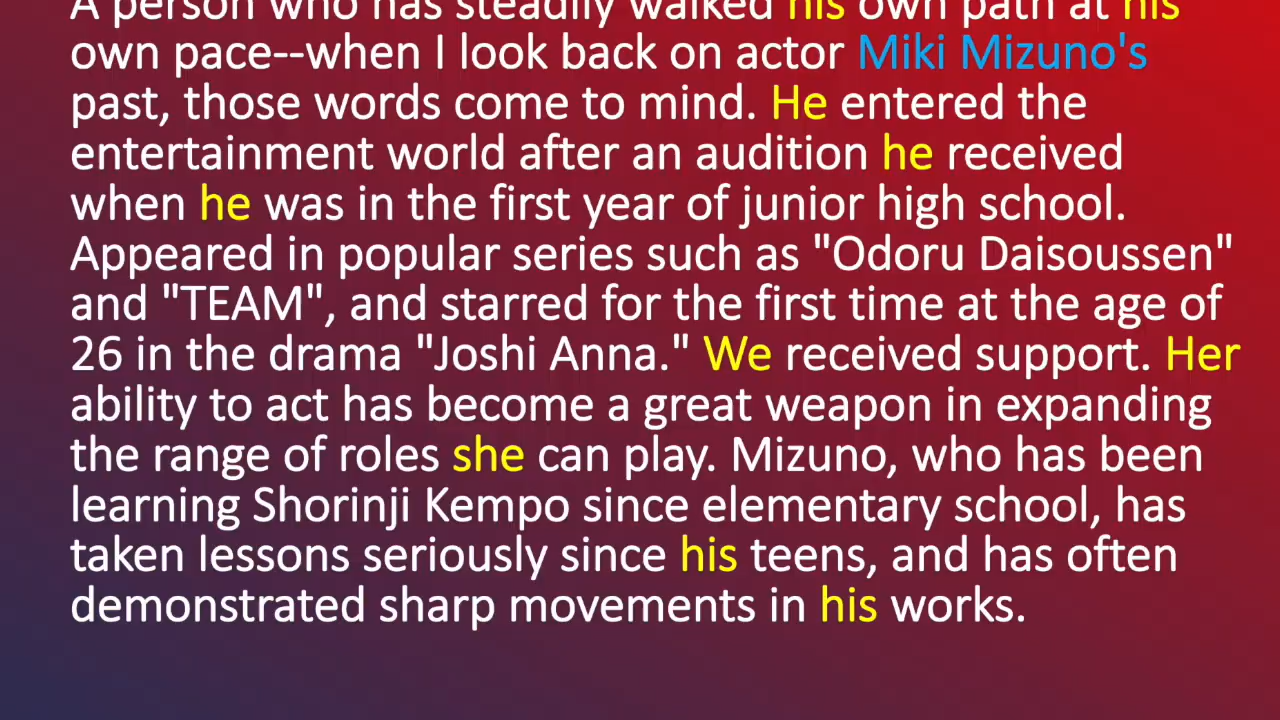 A person who has steadily walked his own path at his
own pace--when I look back on actor Miki Mizuno's
past, those words come to mind. He entered the
entertainment world after an audition he received
when he was in the first year of junior high school.
Appeared in popular series such as "Odoru Daisoussen"
and "TEAM", and starred for the first time at the age of
26 in the drama "Joshi Anna." We received support. Her
ability to act has become a great weapon in expanding
the range of roles she can play. Mizuno, who has been
learning Shorinji Kempo since elementary school, has
taken lessons seriously since his teens, and has often
demonstrated sharp movements in his works.